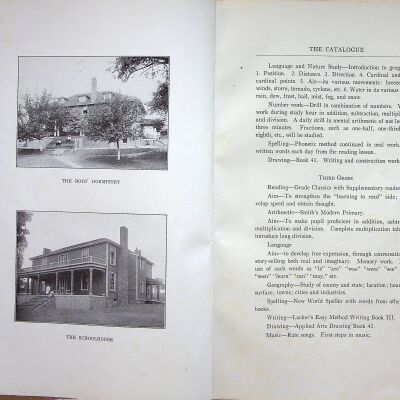 THE BOYS' DORMITORY
THE SCHOOLHOUSE
THE CATALOGUE
Language and Nature Study—Introduction to geog
1. Position. 2. Distance. 3. Direction. 4. Cardinal and
cardinal points. 5. Air—its various movements: breeze
winds, storm, tornado, cyclone, etc. 6. Water in its various
rain, dew, frost, hail, mist, fog, and snow.
Number work—Drill in combination of numbers. W
work during study hour in addition, subtraction, multipl
and division. A daily drill in mental arithmetic of not le
three minutes. Fractions, such as one-half, one-third
eighth, etc., will be studied.
Spelling—Phonetic method continued in oral work.
written words each day from the reading lesson.
Drawing—Book 41. Writing and construction work
THIRD GRADE
Reading—Grade Classics with Supplementary reader
Aim—To strengthen the "learning to read" side;
velop speed and obtain thought.
Arithmetic—Smith's Modern Primary.
Aim—To make pupil proficient in addition, subtrac
multiplication and division. Complete multiplication tab
introduce long division.
Language
Aim—to develop free expression, through conversation
story-telling both real and imaginary. Memory work.
use of such words as "is" "are" "was" "were" "set"
"seen" "learn" "can" "may," etc.
Geography—Study of county and state; location; bou
surface; towns; cities and industries.
Spelling—New World Speller with words from othe
books.
Writing—Locker's Easy Method Writing Book III.
Drawing—Applied Arts Drawing Book 42.
Music—Rote songs. First steps in music.